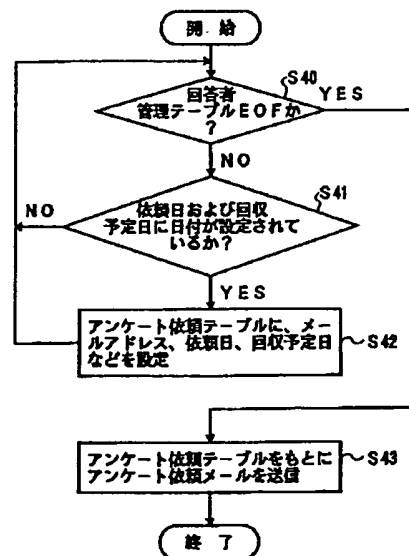 開始
S40
回答者
管理テーブルEOFか
?
YES
NO
S41
依頼日および回収
予定日に日付が設定されて
いるか?
NO
YES
アンケート依頼テーブルに、メー
ルアドレス、依頼日、回収予定日
などを設定
S42
アンケート依頼テーブルをもとに
アンケート依頼メールを送信
S43
終了